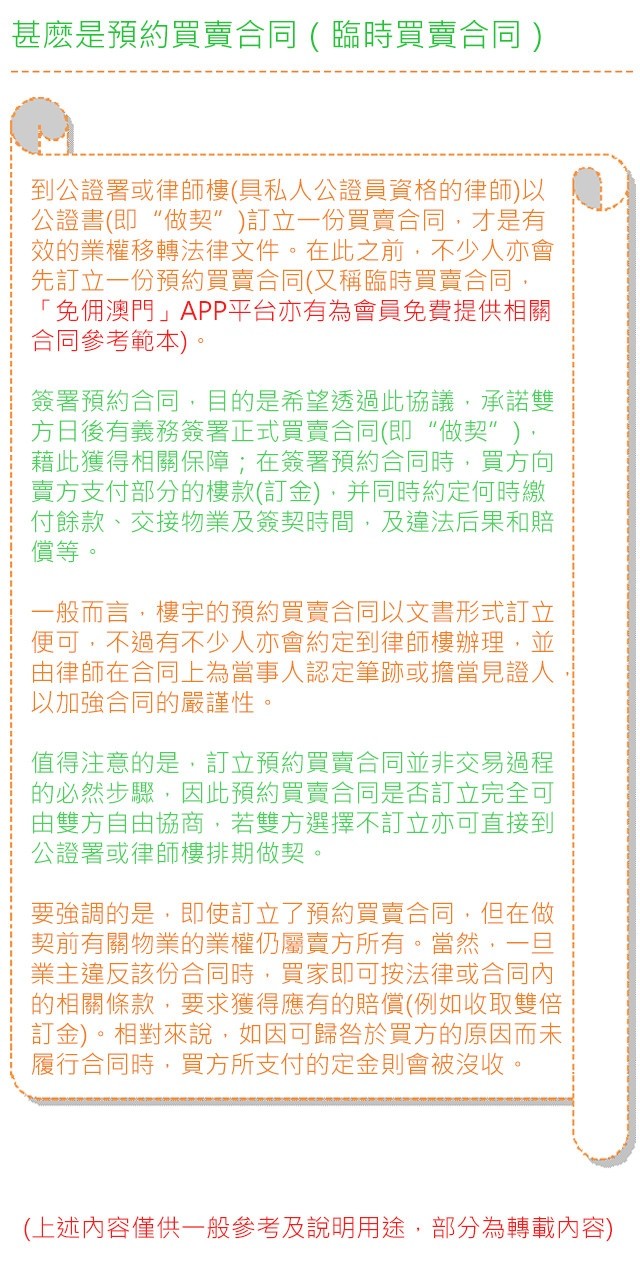 甚麽是預約買賣合同（臨時買賣合同）
到公證署或律師樓(具私人公證員資格的律師)以
公證書(即“做契”)訂立一份買賣合同，才是有
效的業權移轉法律文件。在此之前，不少人亦會
先訂立一份預約買賣合同(又稱臨時買賣合同，
「免佣澳門」APP平台亦有為會員免費提供相關
合同參考範本)。
簽署預約合同，目的是希望透過此協議，承諾雙
方日後有義務簽署正式買賣合同(即“做契”)，
藉此獲得相關保障；在簽署預約合同時，買方向
賣方支付部分的樓款(訂金)，并同時約定何時繳
付餘款、交接物業及簽契時間，及違法后果和賠
償等。
一般而言，樓宇的預約買賣合同以文書形式訂立
便可，不過有不少人亦會約定到律師樓辦理，並
由律師在合同上為當事人認定筆跡或擔當見證人，
以加強合同的嚴謹性。
值得注意的是，訂立預約買賣合同並非交易過程
的必然步驟，因此預約買賣合同是否訂立完全可
由雙方自由協商，若雙方選擇不訂立亦可直接到
公證署或律師樓排期做契。
要強調的是，即使訂立了預約買賣合同，但在做
契前有關物業的業權仍屬賣方所有。當然，一旦
業主違反該份合同時，買家即可按法律或合同內
的相關條款，要求獲得應有的賠償(例如收取雙倍
訂金)。相對來說，如因可歸咎於買方的原因而未
履行合同時，買方所支付的定金則會被沒收。
(上述內容僅供一般參考及說明用途，部分為轉載內容)